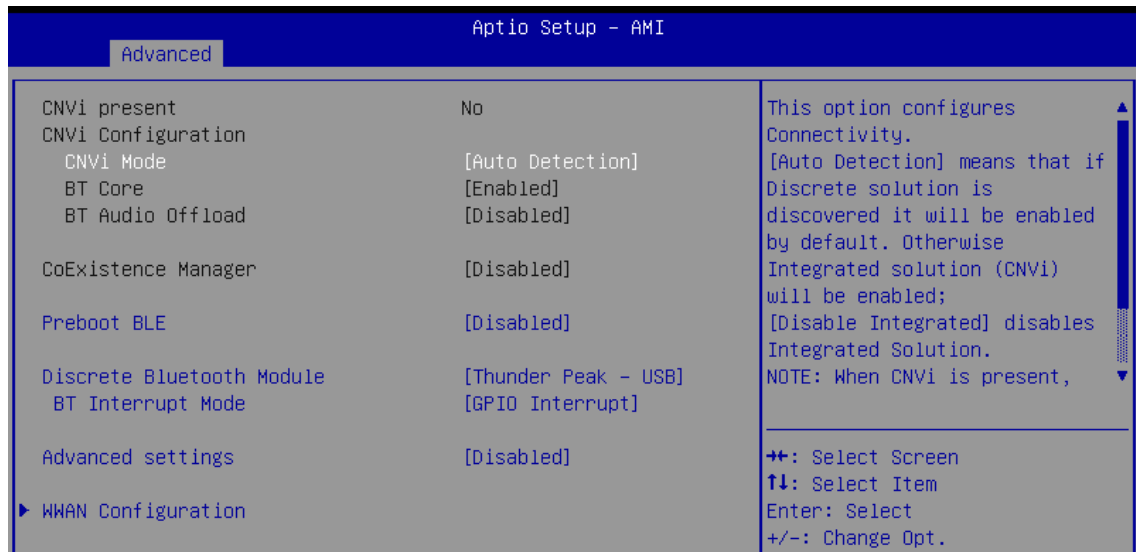 Aptio Setup – AMI
Advanced
CNVi present No
CNVi Configuration
CNVi Mode [Auto Detection]
BT Core [Enabled]
BT Audio Offload [Disabled]
CoExistence Manager [Disabled]
Preboot BLE [Disabled]
Discrete Bluetooth Module [Thunder Peak – USB]
BT Interrupt Mode [GPIO Interrupt]
Advanced settings [Disabled]
WWAN Configuration
This option configures
Connectivity.
[Auto Detection] means that if
Discrete solution is
discovered it will be enabled
by default. Otherwise
Integrated solution (CNVi)
will be enabled;
[Disable Integrated] disables
Integrated Solution.
NOTE: When CNVi is present,
→←: Select Screen
↑↓: Select Item
Enter: Select
+/-: Change Opt.